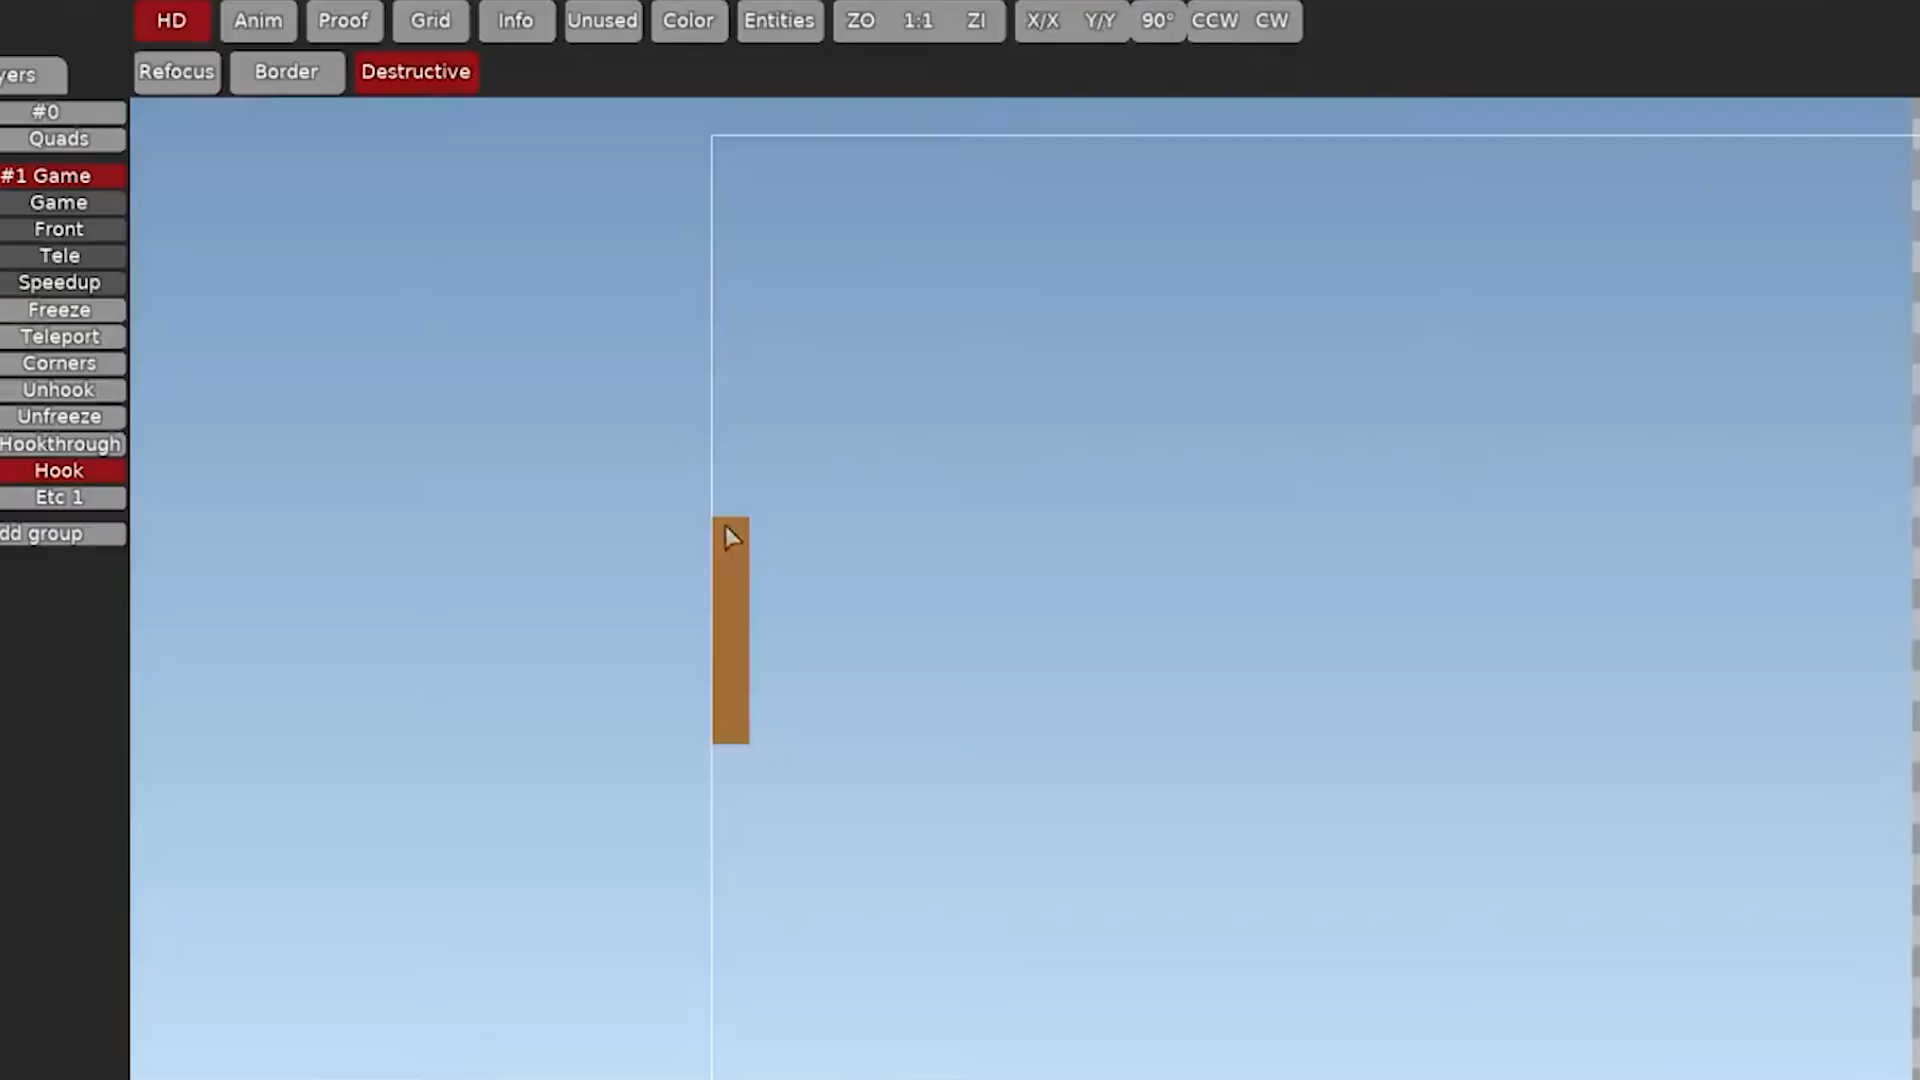 HD Anim Proof Grid Info Unused Color Entities ZO 1:1 ZI X/X Y/Y 90° CCW CW
Refocus Border Destructive
yers
#0
Quads
#1 Game
Game
Front
Tele
Speedup
Freeze
Teleport
Corners
Unhook
Unfreeze
Hookthrough
Hook
Etc 1
dd group